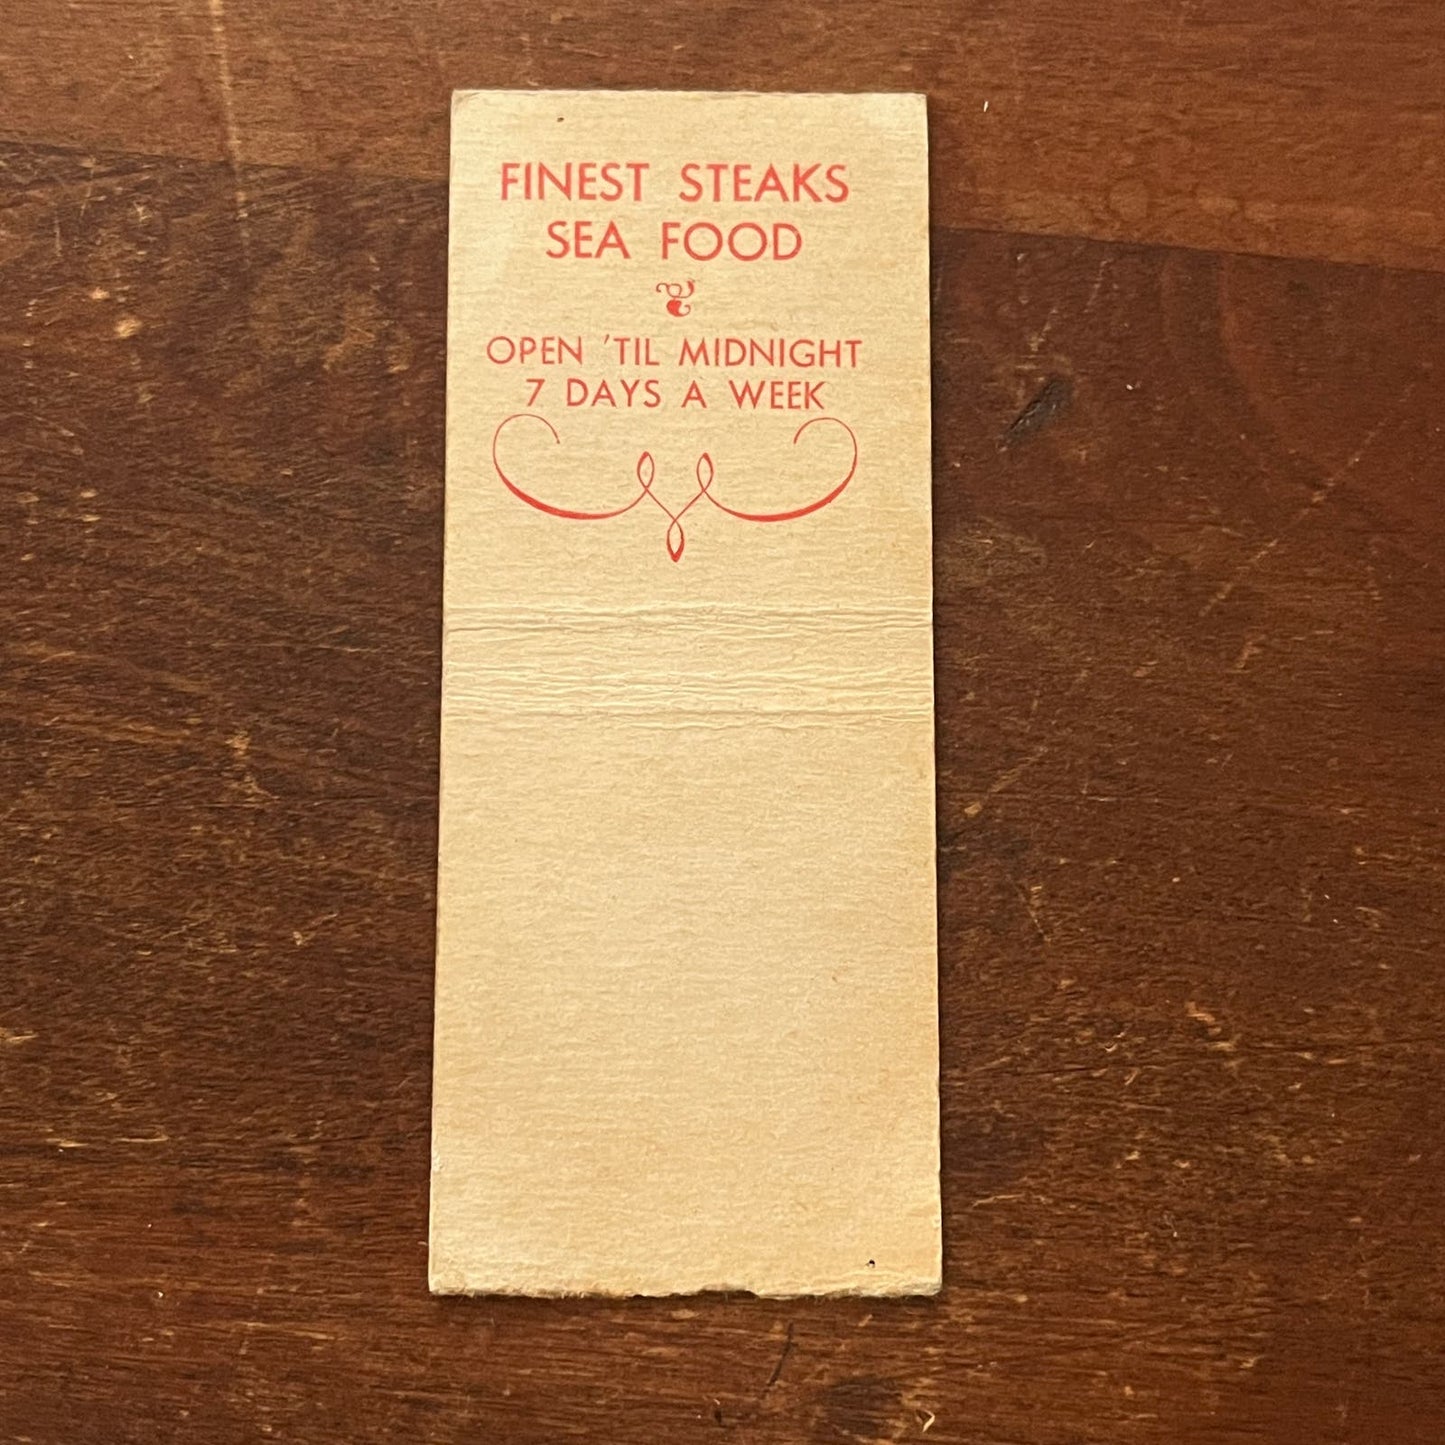 FINEST STEAKS
SEA FOOD
OPEN 'TIL MIDNIGHT
7 DAYS A WEEK